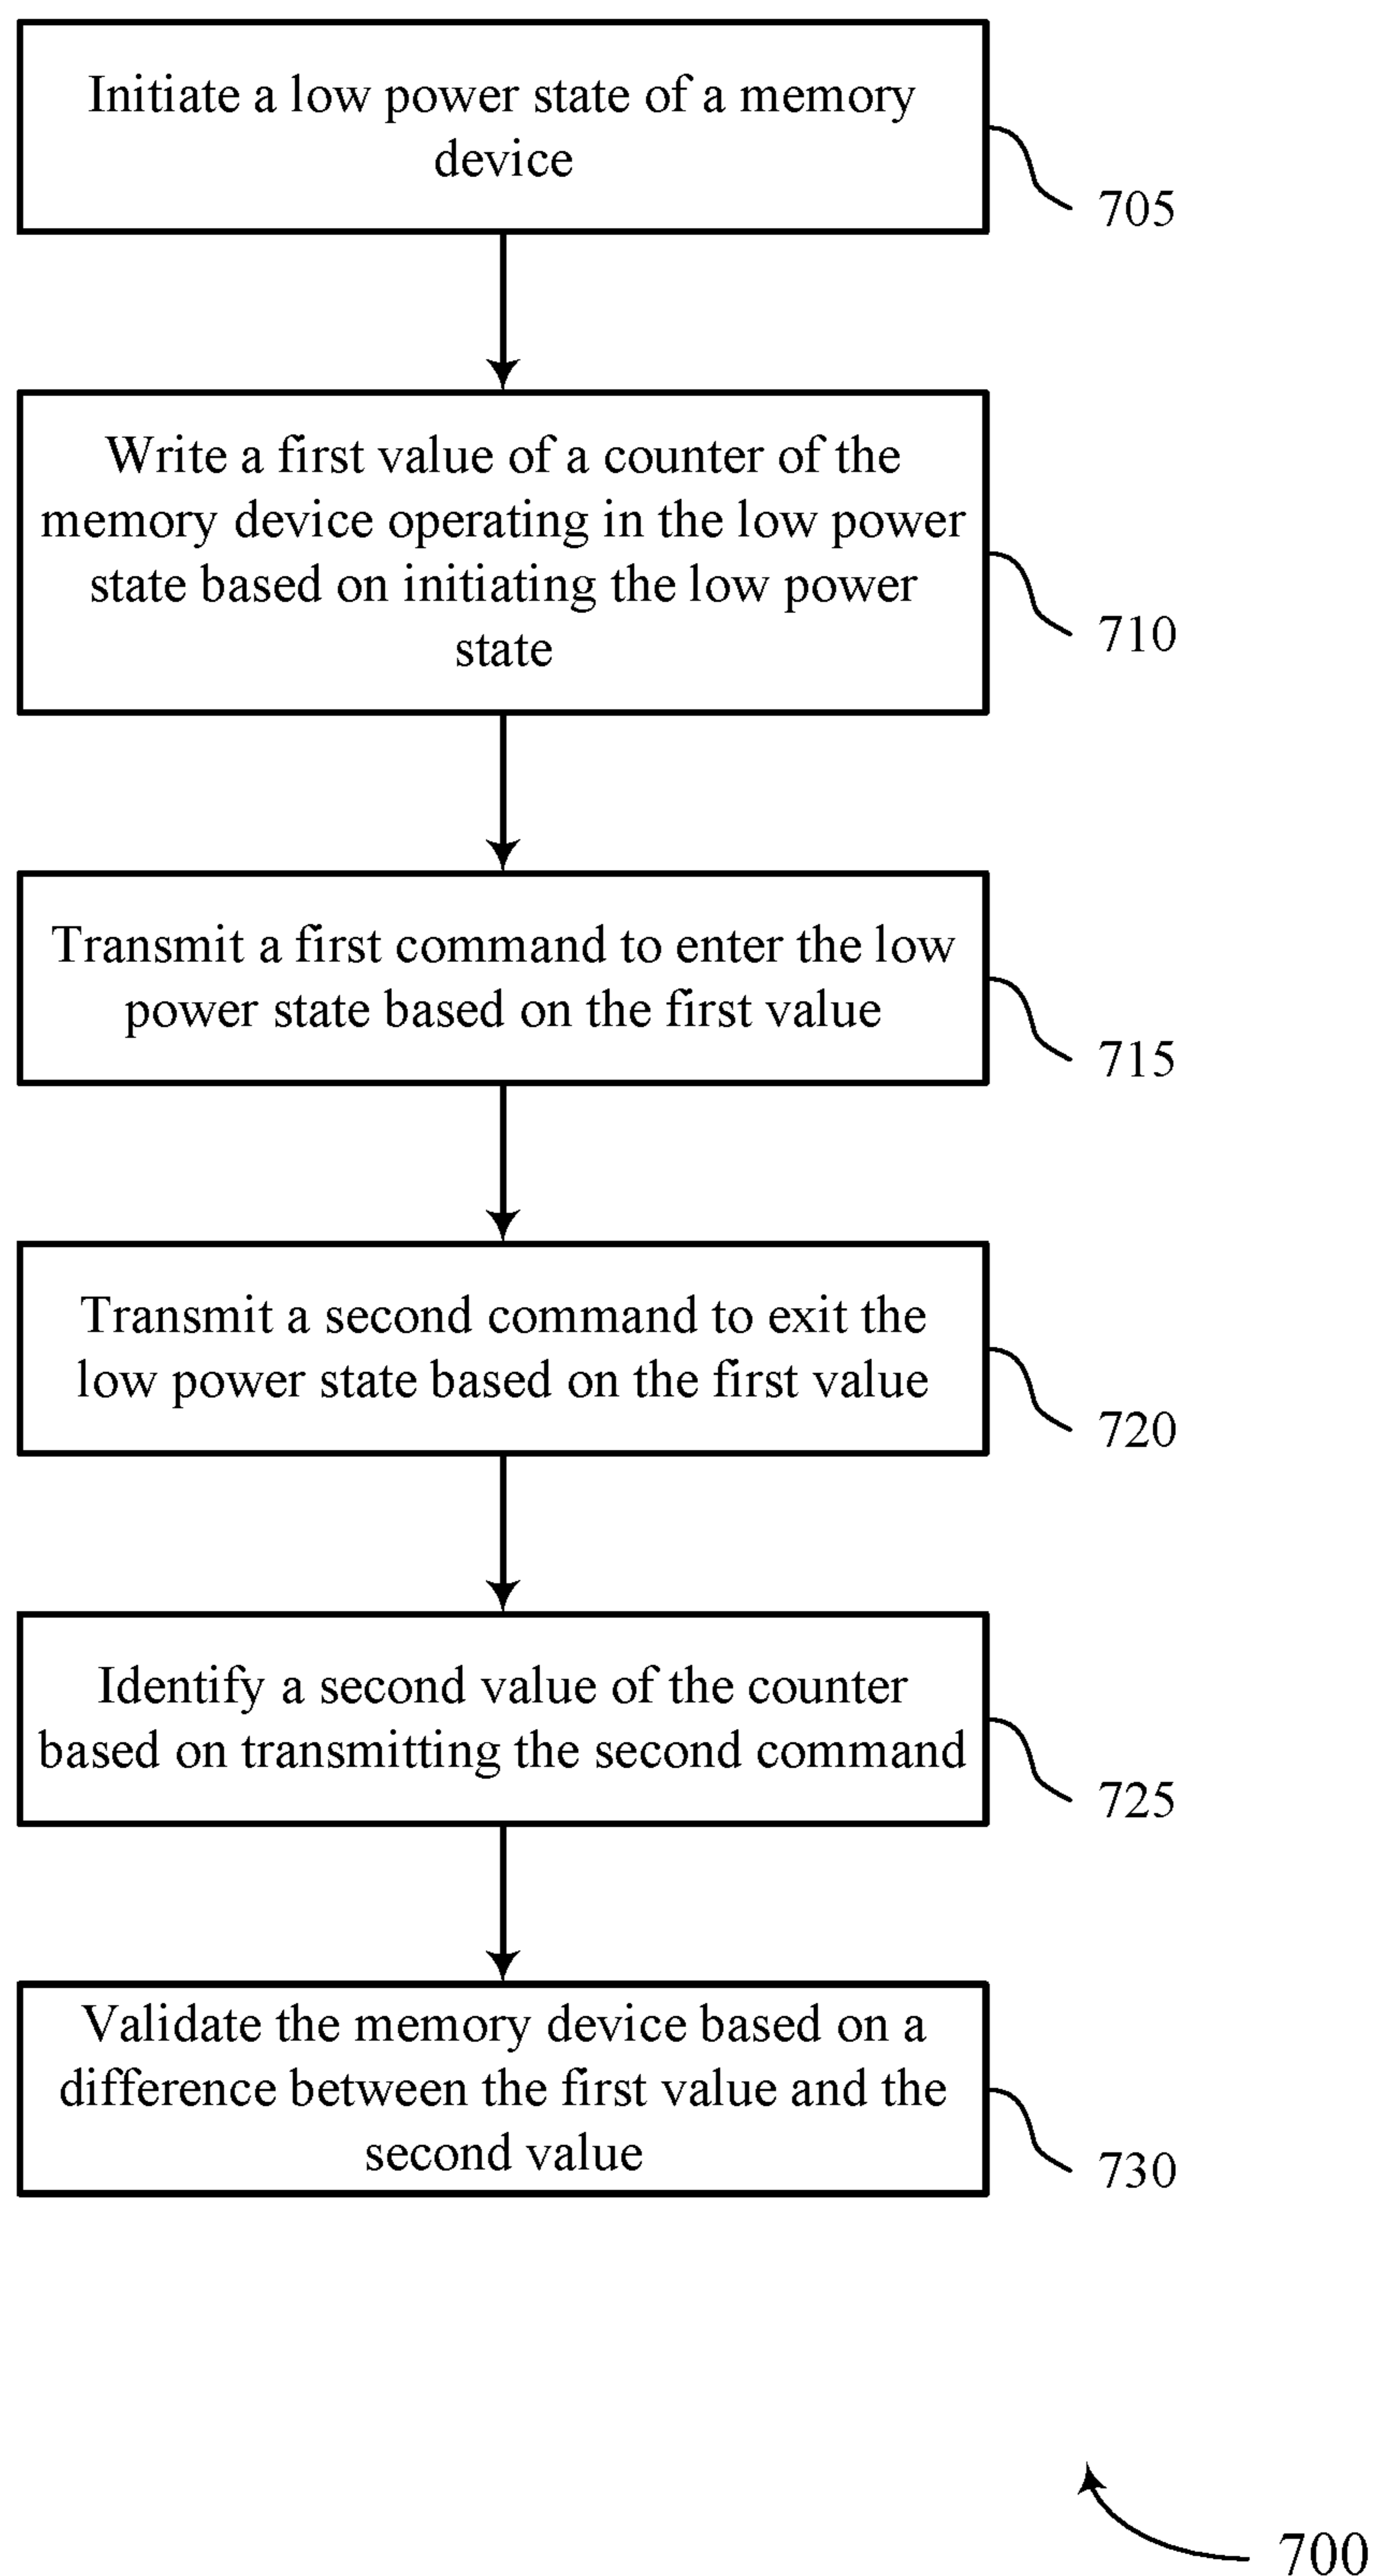 Initiate a low power state of a memory
device
705
Write a first value of a counter of the
memory device operating in the low power
state based on initiating the low power
state
710
Transmit a first command to enter the low
power state based on the first value
715
Transmit a second command to exit the
low power state based on the first value
720
Identify a second value of the counter
based on transmitting the second command
725
Validate the memory device based on a
difference between the first value and the
second value
730
700